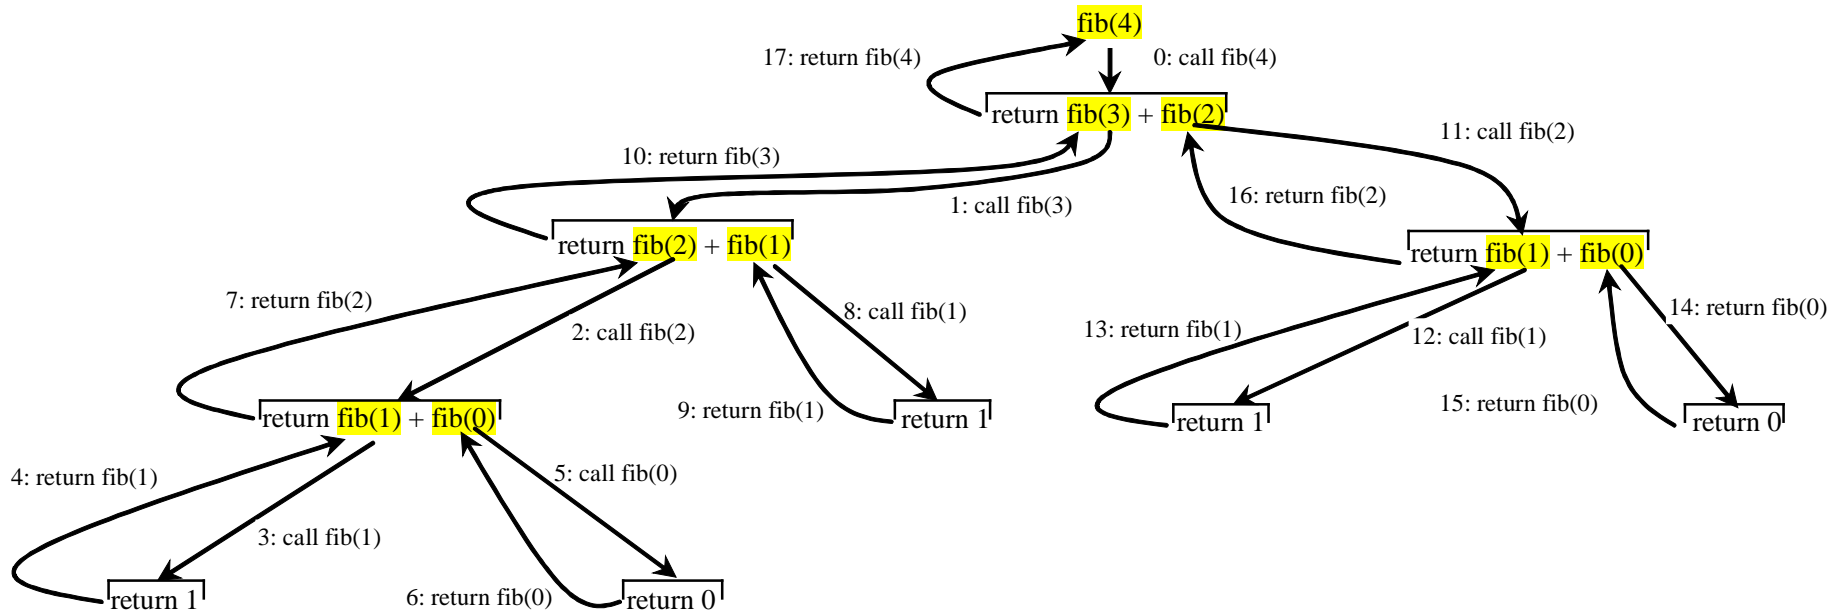 fib(4)
17: return fib(4)
0: call fib(4)
return fib(3) + fib(2)
11: call fib(2)
10: return fib(3)
16: return fib(2)
1: call fib(3)
return fib(2) + fib(1)
return fib(1) + fib(0)
7: return fib(2)
8: call fib(1)
14: return fib(0)
2: call fib(2)
13: return fib(1)
12: call fib(1)
9: return fib(1)
15: return fib(0)
return fib(1) + fib(0)
return 1
return 1
return 0
4: return fib(1)
5: call fib(0)
3: call fib(1)
6: return fib(0)
return 1
return 0